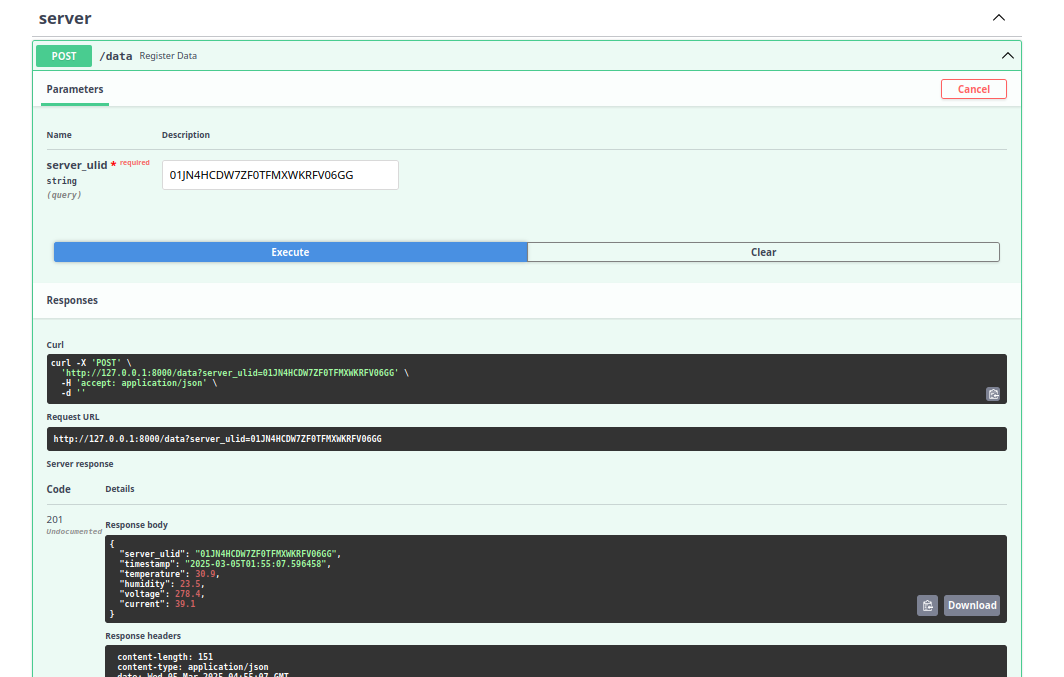 server
POST /data Register Data
Parameters
Cancel
Name Description
server_ulid * required
string
(query)
01JN4HCDW7ZF0TFMXWKRFV06GG
Execute Clear
Responses
Curl
curl -X 'POST' \
'http://127.0.0.1:8000/data?server_ulid=01JN4HCDW7ZF0TFMXWKRFV06GG' \
-H 'accept: application/json' \
-d ''
Request URL
http://127.0.0.1:8000/data?server_ulid=01JN4HCDW7ZF0TFMXWKRFV06GG
Server response
Code Details
201
Undocumented
Response body
{
"server_ulid": "01JN4HCDW7ZF0TFMXWKRFV06GG",
"timestamp": "2025-03-05T01:55:07.596458",
"temperature": 30.9,
"humidity": 23.5,
"voltage": 278.4,
"current": 39.1
}
Download
Response headers
content-length: 151
content-type: application/json
date: Wed,05 Mar 2025 04:55:07 GMT